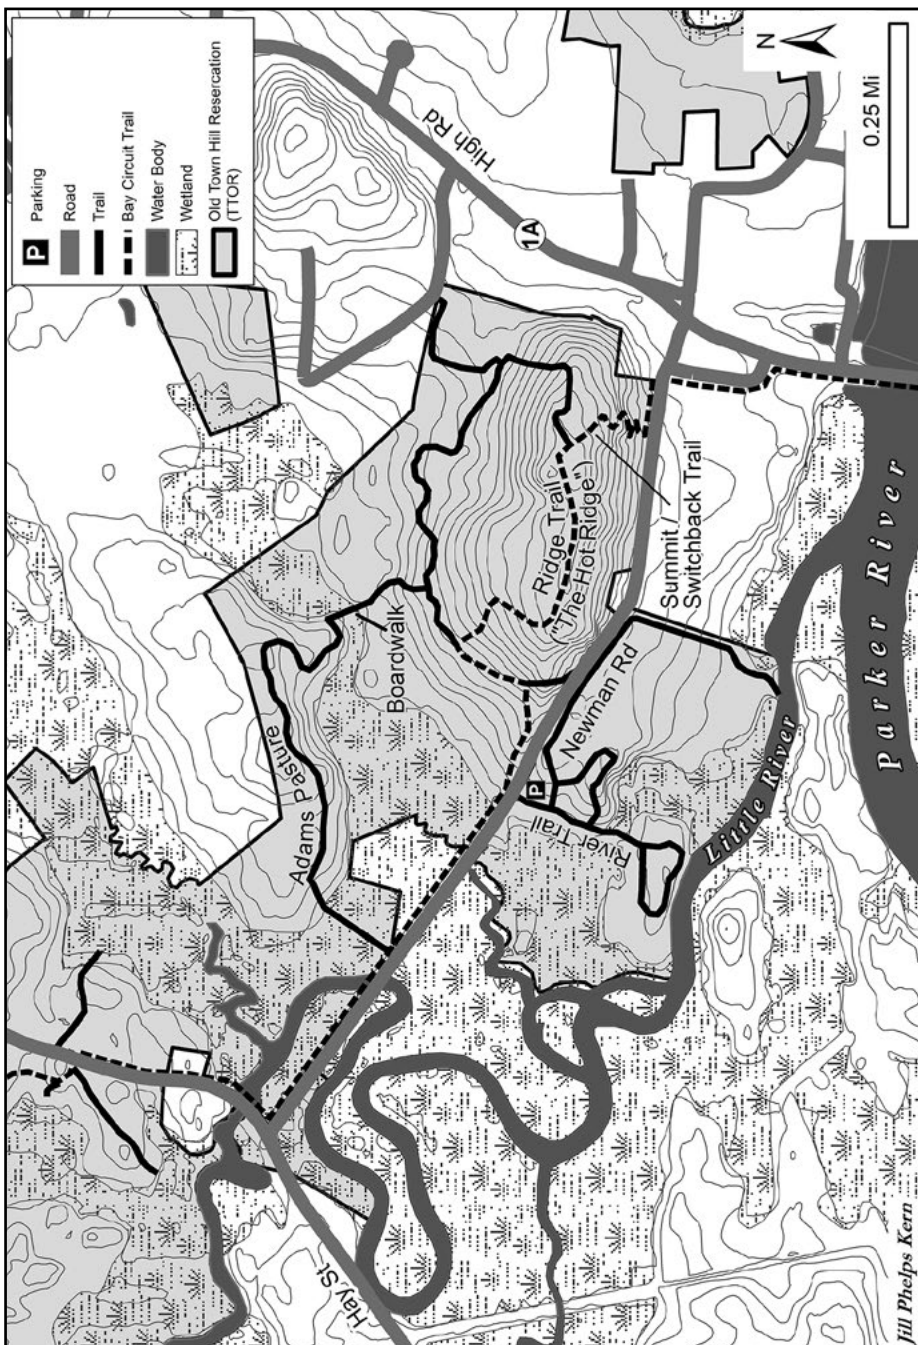 P Parking
Road
Trail
Bay Circuit Trail
Water Body
Wetland
Old Town Hill Resercation
(TTOR)
N
0.25 Mi
High Rd
1A
Adams Pasture
Boardwalk
Ridge Trail
("The Hot Ridge")
Summit /
Switchback Trail
Newman Rd
P
River Trail
Little River
Parker River
Hay St
Jill Phelps Kern